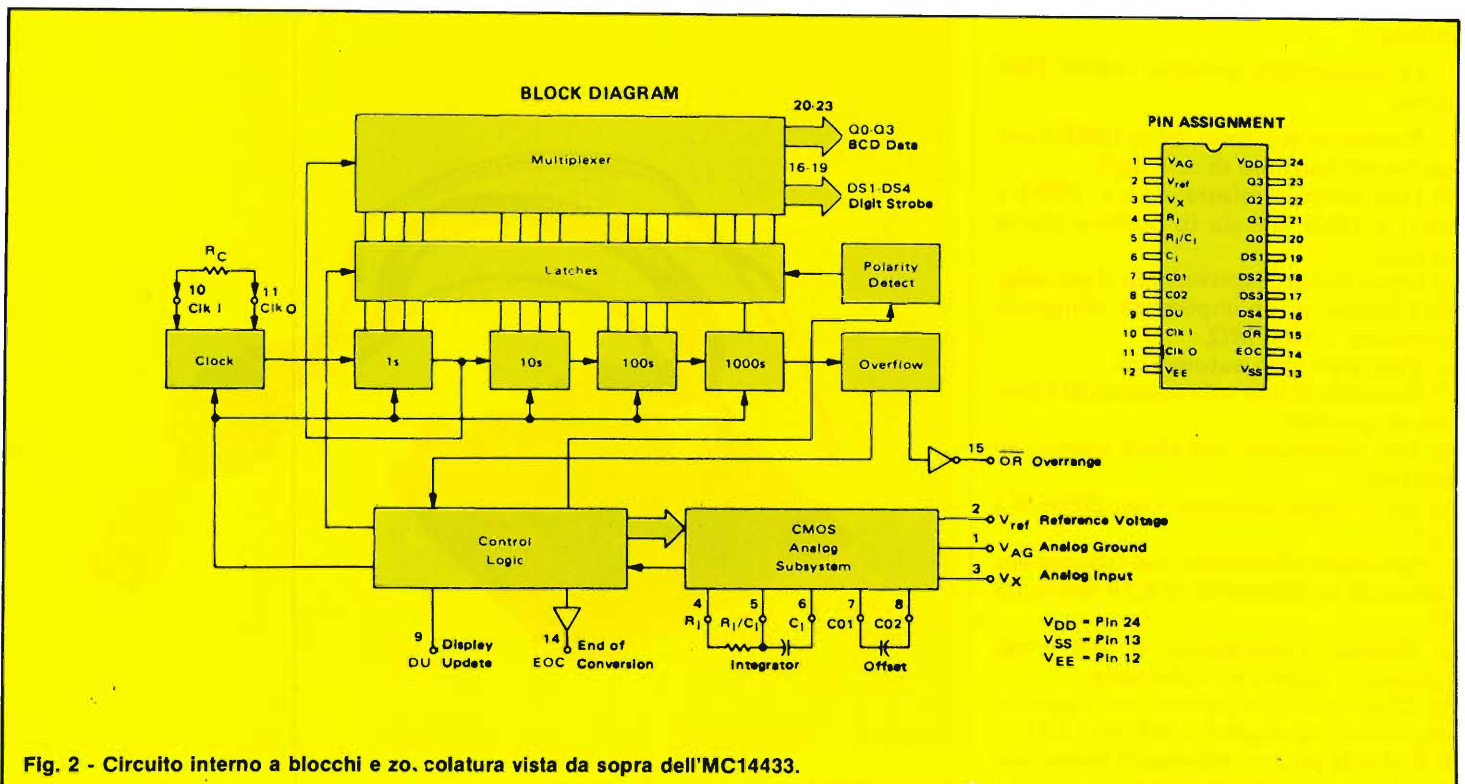 BLOCK DIAGRAM
20-23
Q0-Q3
BCD Data
Multiplexer
16-19
DS1-DS4
Digit Strobe
RC
10
Clk I
11
Clk O
Latches
Polarity
Detect
Clock
1s
10s
100s
1000s
Overflow
15
OR Overrange
Control
Logic
CMOS
Analog
Subsystem
2
Vref Reference Voltage
1
VAG Analog Ground
3
VX Analog Input
4
RI
5
RI/CI
6
CI
7
CO1
8
CO2
Integrator
Offset
9
DU
Display
Update
14
EOC
End of
Conversion
VDD = Pin 24
VSS = Pin 13
VEE = Pin 12
PIN ASSIGNMENT
1 VAG VDD 24
2 Vref Q3 23
3 VX Q2 22
4 RI Q1 21
5 RI/CI Q0 20
6 CI DS1 19
7 CO1 DS2 18
8 CO2 DS3 17
9 DU DS4 16
10 Clk I OR 15
11 Clk O EOC 14
12 VEE VSS 13
Fig. 2 - Circuito interno a blocchi e zo.colatura vista da sopra dell'MC14433.